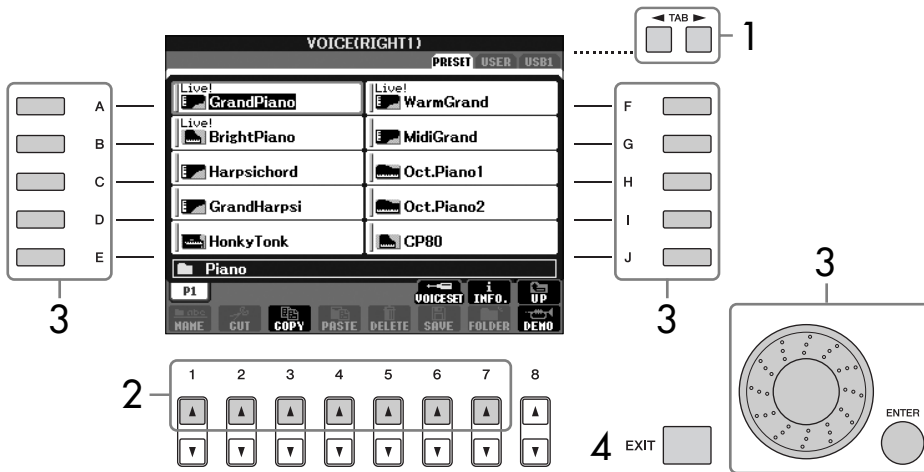 ◄ TAB ►
1
VOICE(RIGHT1)
PRESET USER USB1
A
Live!
GrandPiano
Live!
WarmGrand
F
B
Live!
BrightPiano
MidiGrand
G
C
Harpsichord
Oct.Piano1
H
D
GrandHarpsi
Oct.Piano2
I
E
HonkyTonk
CP80
J
Piano
3
3
3
P1
VOICESET
i
INFO.
UP
abc
NAME CUT COPY PASTE DELETE SAVE FOLDER DEMO
2
1 2 3 4 5 6 7 8
ENTER
4 EXIT